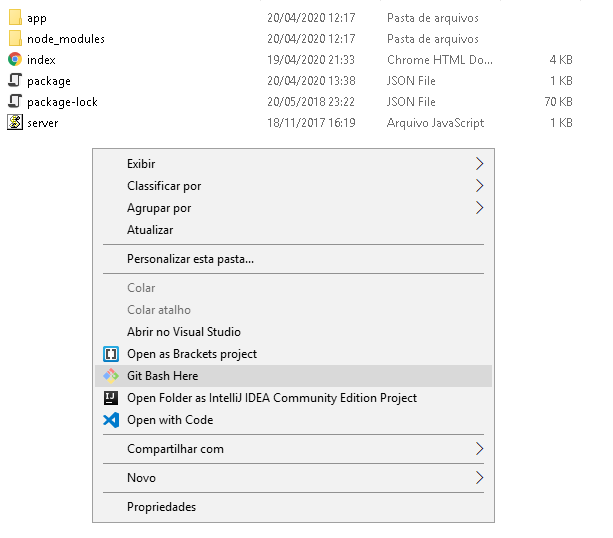 app 20/04/2020 12:17 Pasta de arquivos
node_modules 20/04/2020 12:17 Pasta de arquivos
index 19/04/2020 21:33 Chrome HTML Do... 4 KB
package 20/04/2020 13:38 JSON File 1 KB
package-lock 20/05/2018 23:22 JSON File 70 KB
server 18/11/2017 16:19 Arquivo JavaScript 1 KB
Exibir
Classificar por
Agrupar por
Atualizar
Personalizar esta pasta...
Colar
Colar atalho
Abrir no Visual Studio
Open as Brackets project
Git Bash Here
IJ Open Folder as IntelliJ IDEA Community Edition Project
Open with Code
Compartilhar com
Novo
Propriedades